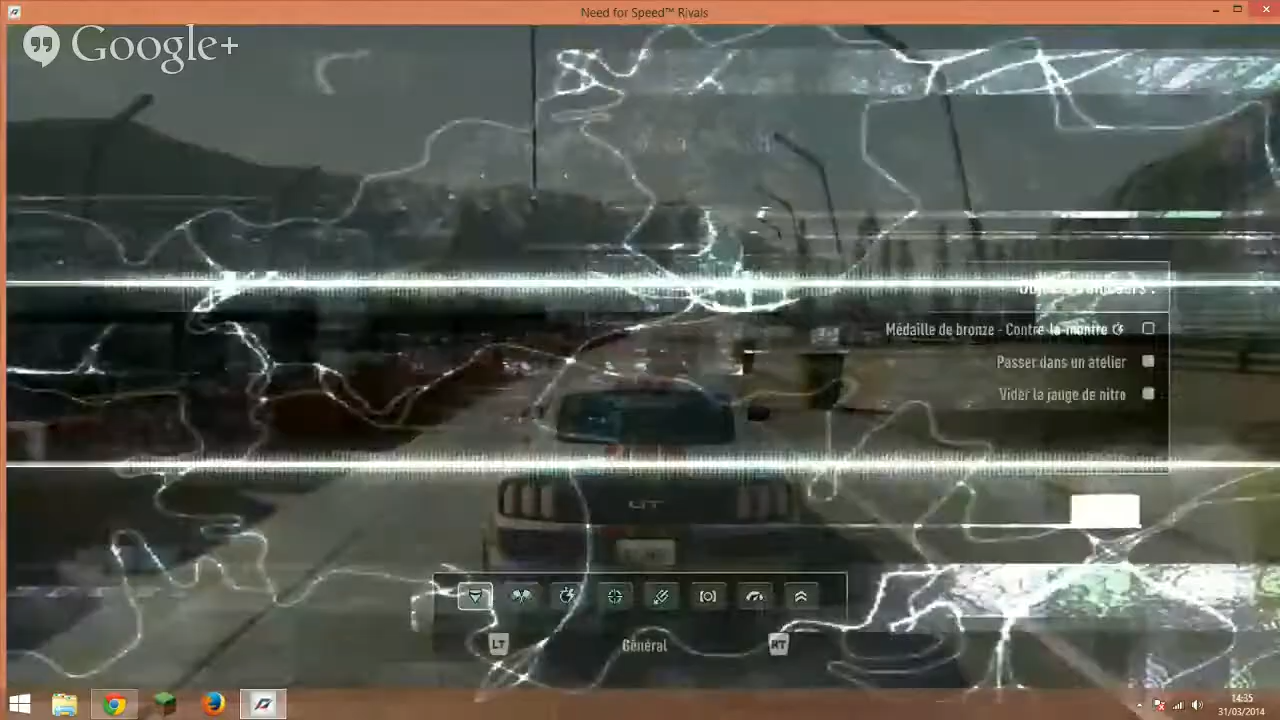 Need for Speed™ Rivals
Google+
Médaille de bronze - Contre-la-montre
Passer dans un atelier
Vider la jauge de nitro
GT
LT
Général
RT
14:35
31/03/2014